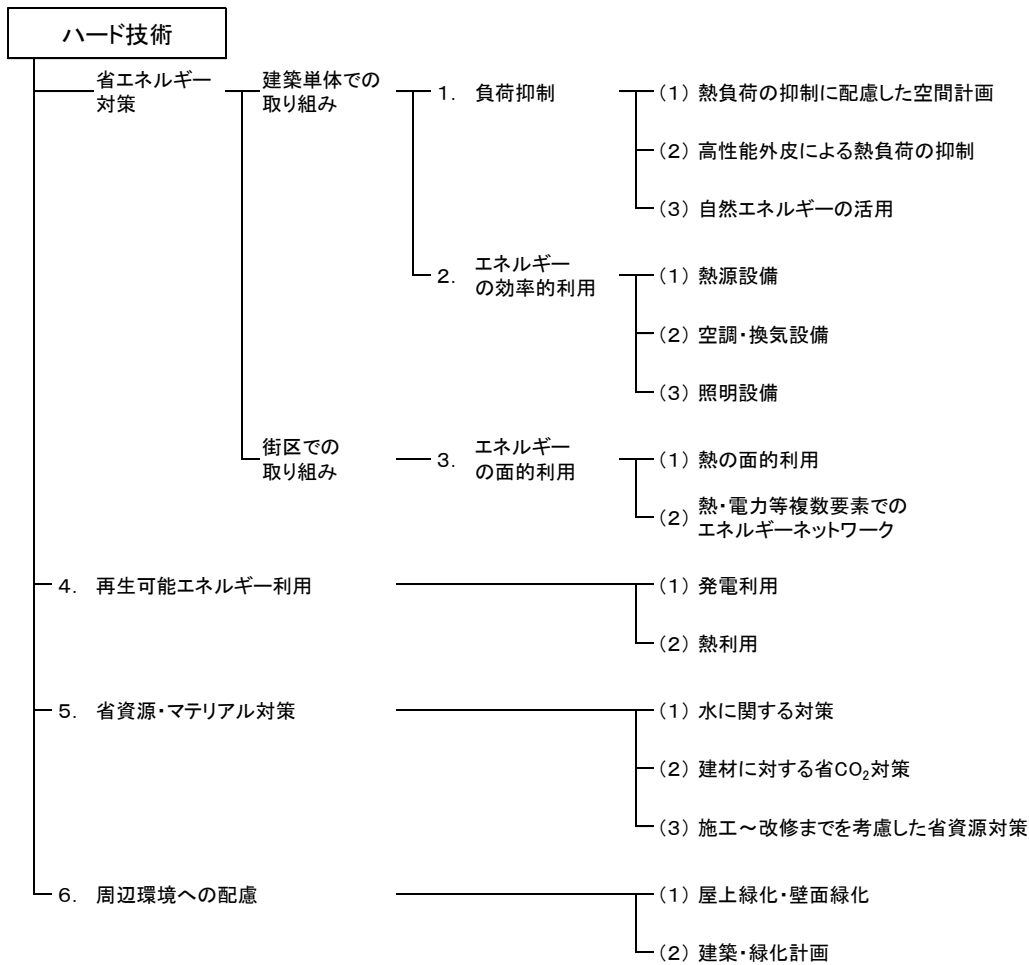 ハード技術
省エネルギー
対策
建築単体での
取り組み
1. 負荷抑制
(1) 熱負荷の抑制に配慮した空間計画
(2) 高性能外皮による熱負荷の抑制
(3) 自然エネルギーの活用
2. エネルギー
の効率的利用
(1) 熱源設備
(2) 空調・換気設備
(3) 照明設備
街区での
取り組み
3. エネルギー
の面的利用
(1) 熱の面的利用
(2) 熱・電力等複数要素での
エネルギーネットワーク
4. 再生可能エネルギー利用
(1) 発電利用
(2) 熱利用
5. 省資源・マテリアル対策
(1) 水に関する対策
(2) 建材に対する省CO₂対策
(3) 施工～改修までを考慮した省資源対策
6. 周辺環境への配慮
(1) 屋上緑化・壁面緑化
(2) 建築・緑化計画